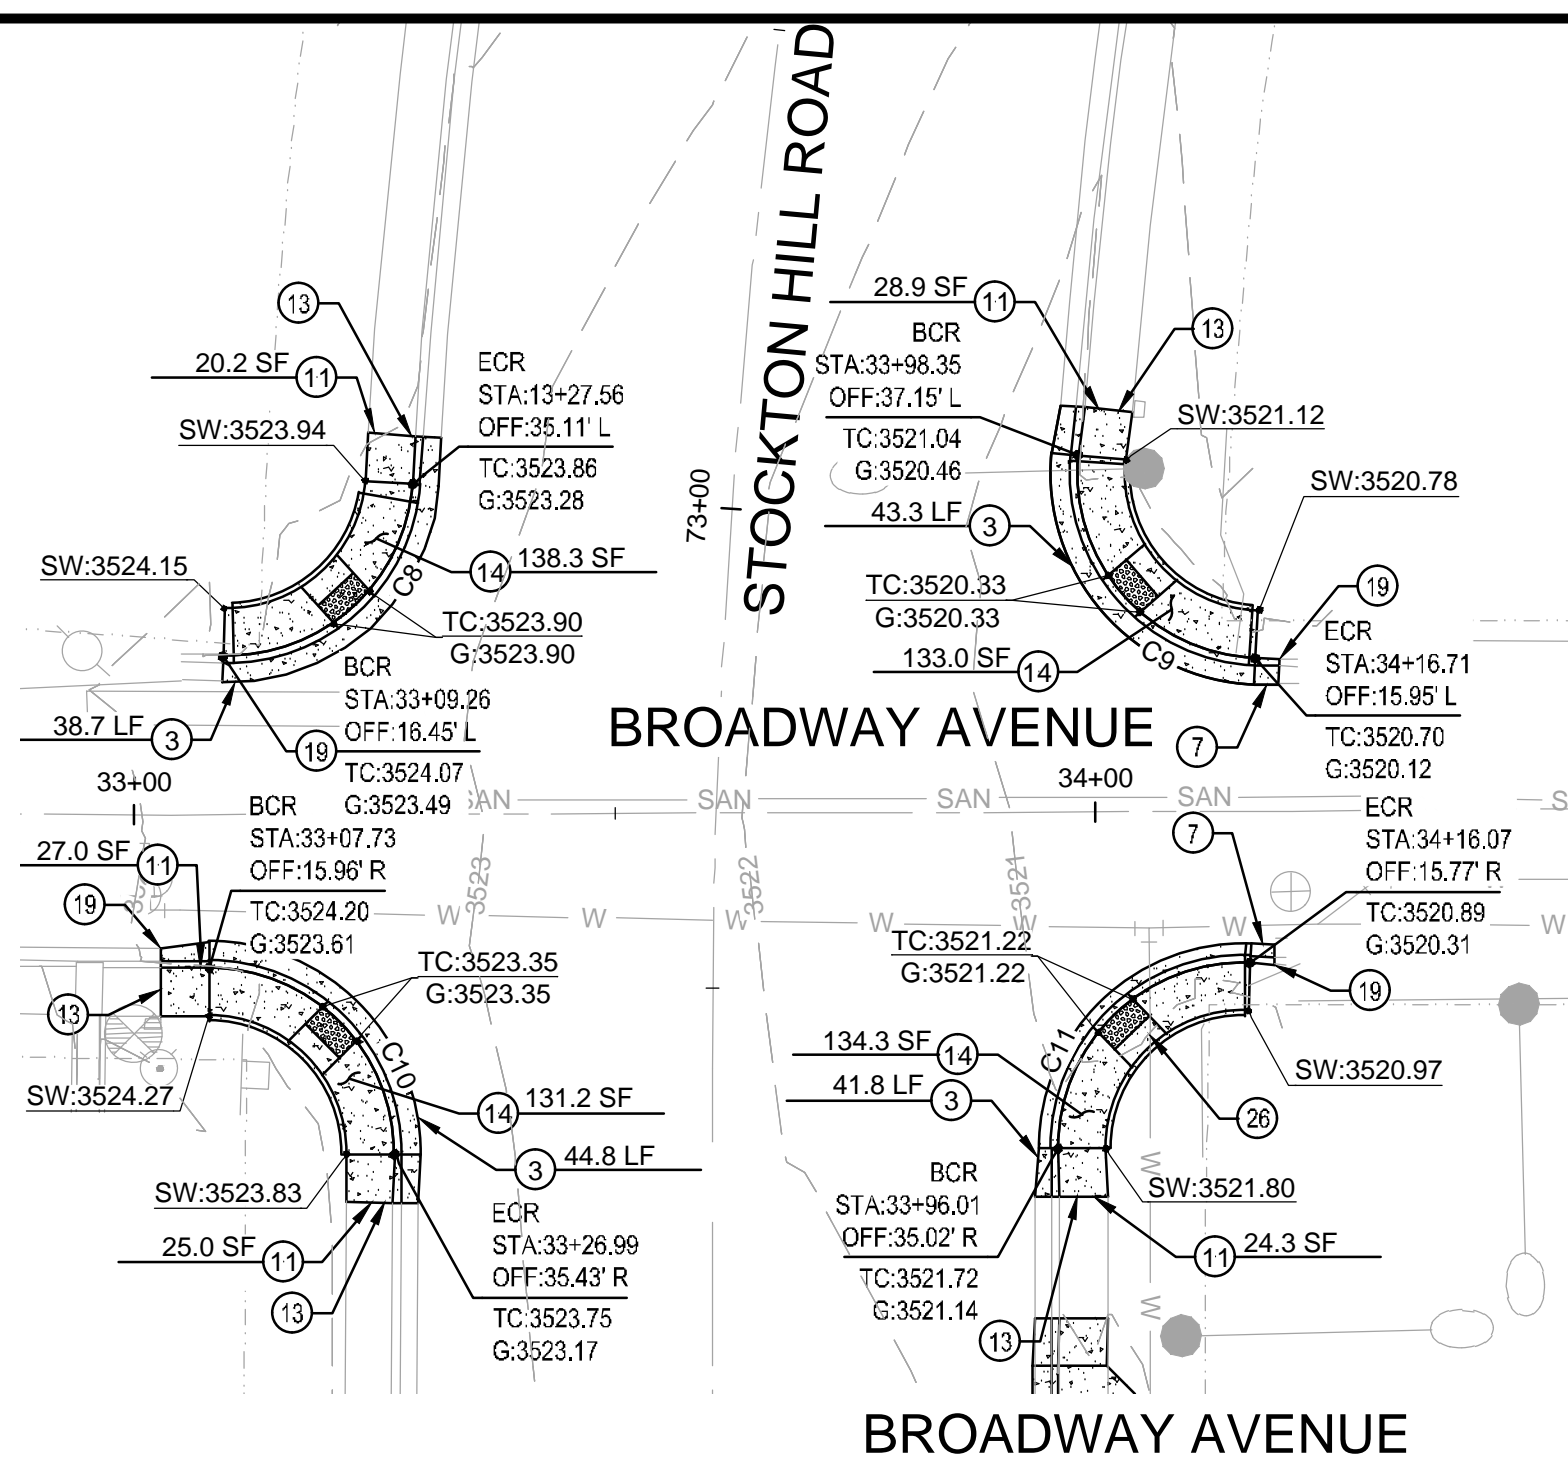 STOCKTON HILL ROAD
73+00
13
20.2 SF
11
SW:3523.94
ECR
STA:13+27.56
OFF:35.11' L
TC:3523.86
G:3523.28
SW:3524.15
14
138.3 SF
C8
TC:3523.90
G:3523.90
BCR
STA:33+09.26
OFF:16.45' L
TC:3524.07
G:3523.49
38.7 LF
3
19
28.9 SF
11
13
BCR
STA:33+98.35
OFF:37.15' L
TC:3521.04
G:3520.46
SW:3521.12
SW:3520.78
43.3 LF
3
TC:3520.33
G:3520.33
133.0 SF
14
C9
19
ECR
STA:34+16.71
OFF:15.95' L
TC:3520.70
G:3520.12
7
BROADWAY AVENUE
33+00
34+00
SAN
SAN
SAN
SAN
S
BCR
STA:33+07.73
OFF:15.96' R
TC:3524.20
G:3523.61
27.0 SF
11
19
13
3523
3522
3521
W
W
W
W
W
W
W
TC:3523.35
G:3523.35
C10
SW:3524.27
14
131.2 SF
3
44.8 LF
SW:3523.83
25.0 SF
11
13
ECR
STA:33+26.99
OFF:35.43' R
TC:3523.75
G:3523.17
7
ECR
STA:34+16.07
OFF:15.77' R
TC:3520.89
G:3520.31
TC:3521.22
G:3521.22
19
C11
134.3 SF
14
41.8 LF
3
SW:3520.97
26
BCR
STA:33+96.01
OFF:35.02' R
TC:3521.72
G:3521.14
SW:3521.80
11
24.3 SF
13
W
W
BROADWAY AVENUE